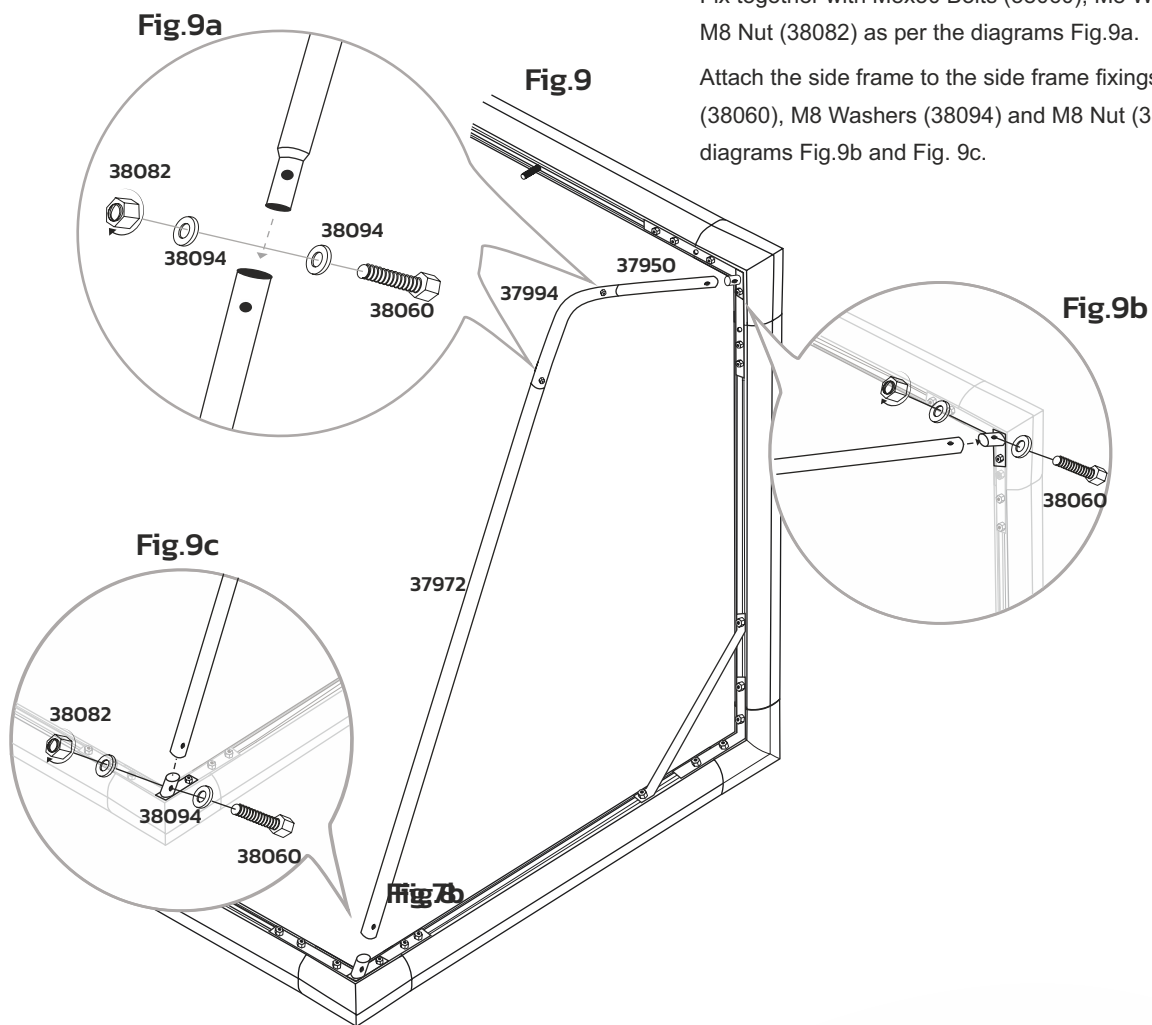 M8 Nut (38082) as per the diagrams Fig.9a.
Attach the side frame to the side frame fixings
(38060), M8 Washers (38094) and M8 Nut (3
diagrams Fig.9b and Fig. 9c.
Fig.9a
Fig.9
38082
38094
38094
38060
37950
37994
Fig.9b
38060
37972
Fig.9c
38082
38094
38060